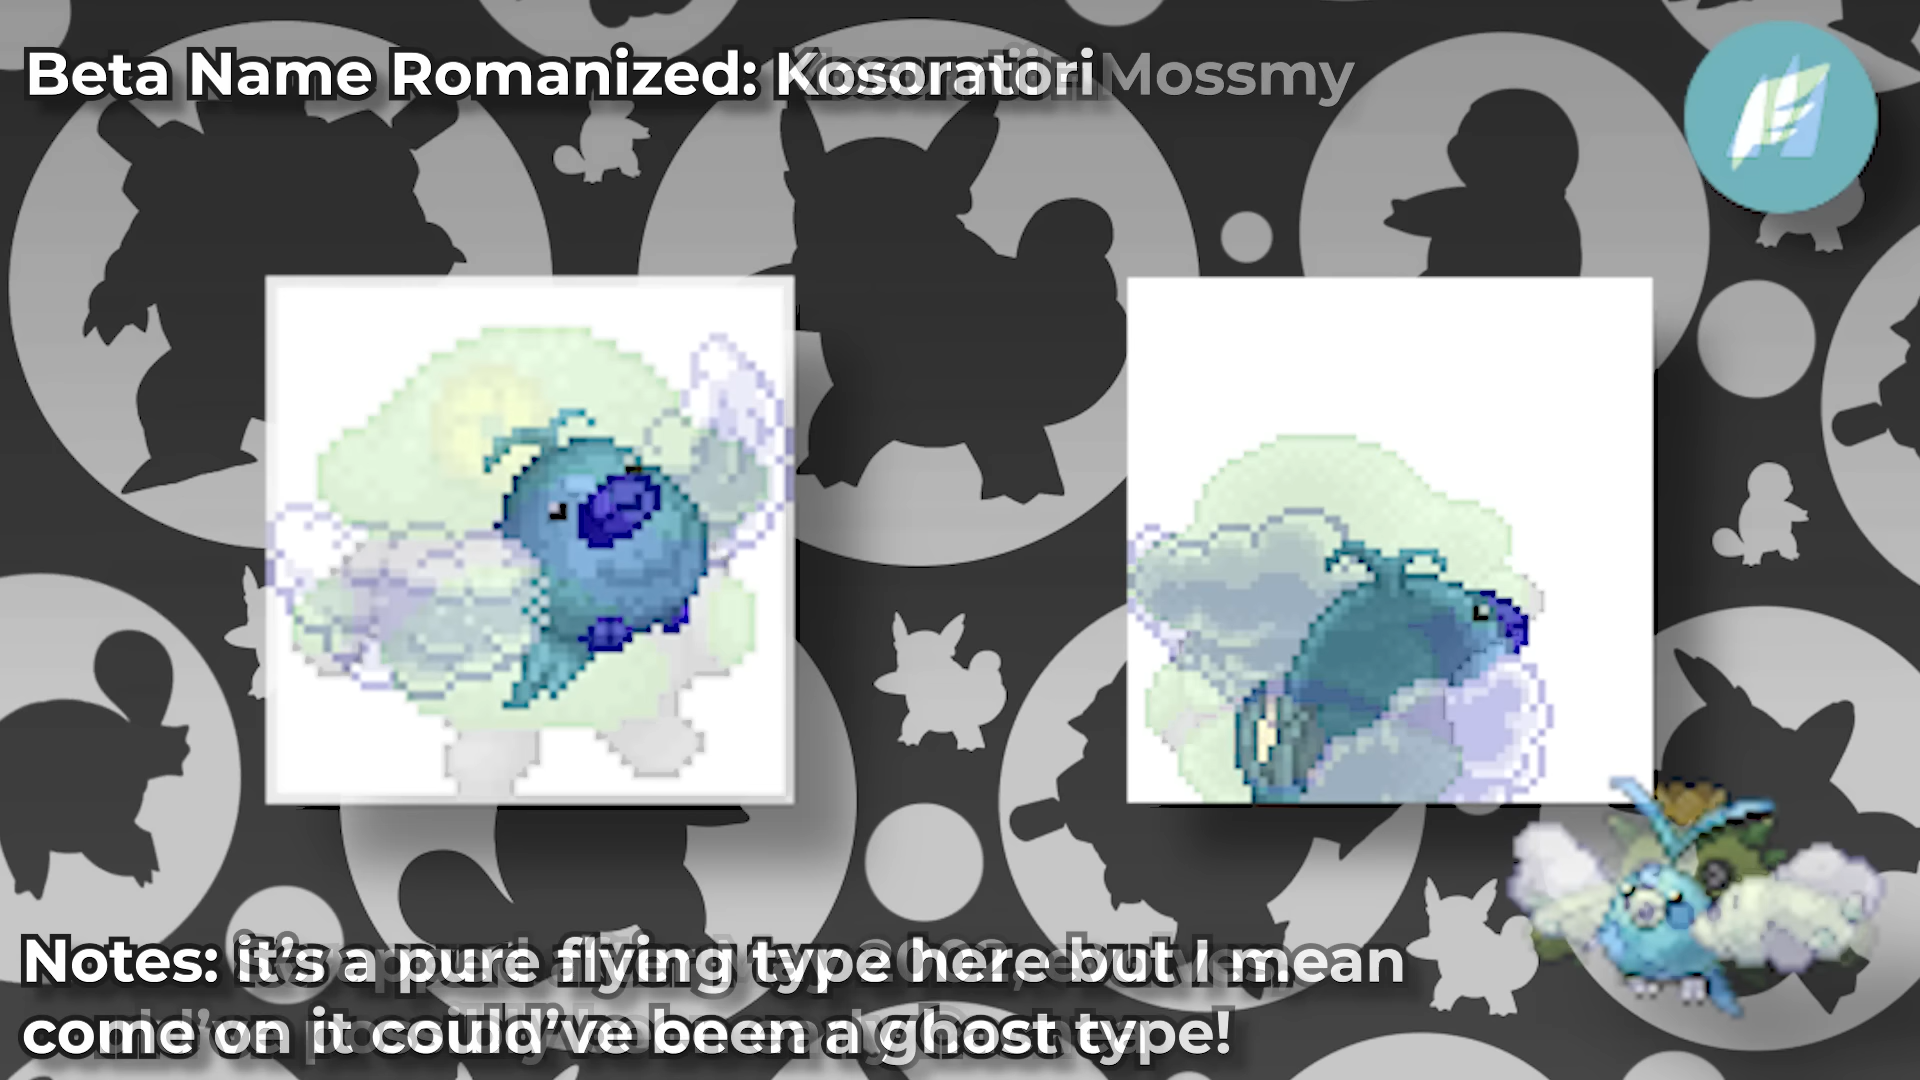 Beta Name Romanized: Kosoratori Mossmy
Notes: it's a pure flying type here but I mean
come on it could've been a ghost type!